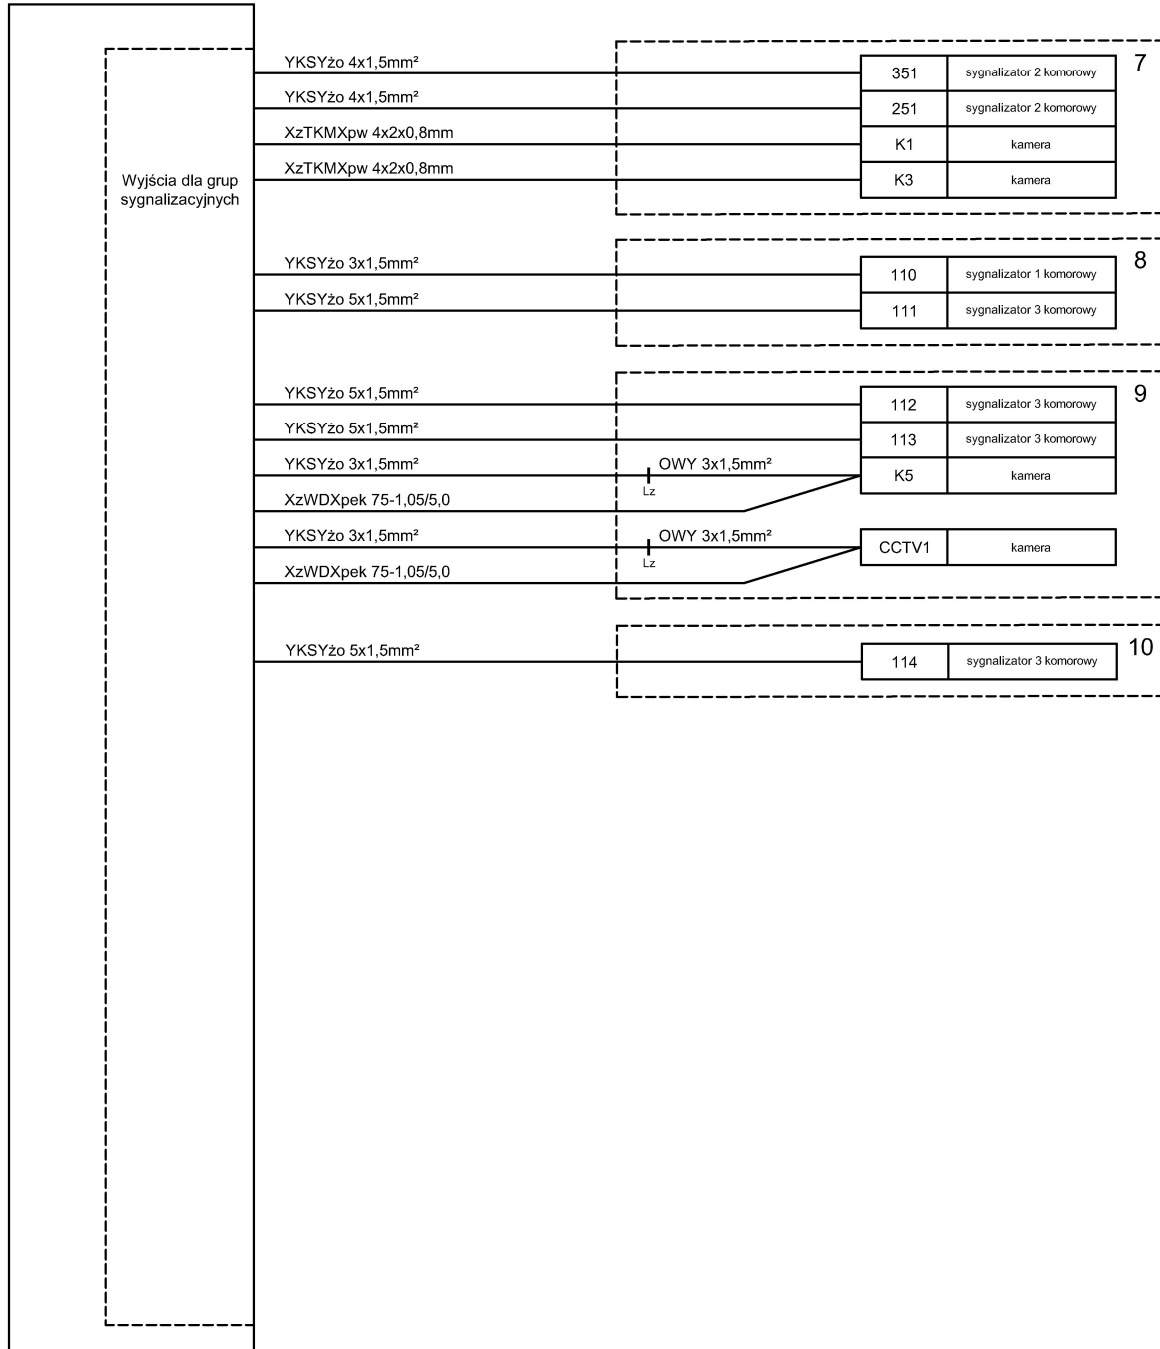 Wyjścia dla grup
sygnalizacyjnych
YKSYżo 4x1,5mm²
351 sygnalizator 2 komorowy
7
YKSYżo 4x1,5mm²
251 sygnalizator 2 komorowy
XzTKMXpw 4x2x0,8mm
K1 kamera
XzTKMXpw 4x2x0,8mm
K3 kamera
8
YKSYżo 3x1,5mm²
110 sygnalizator 1 komorowy
YKSYżo 5x1,5mm²
111 sygnalizator 3 komorowy
9
YKSYżo 5x1,5mm²
112 sygnalizator 3 komorowy
YKSYżo 5x1,5mm²
113 sygnalizator 3 komorowy
YKSYżo 3x1,5mm²
OWY 3x1,5mm²
Lz
K5 kamera
XzWDXpek 75-1,05/5,0
YKSYżo 3x1,5mm²
OWY 3x1,5mm²
Lz
CCTV1 kamera
XzWDXpek 75-1,05/5,0
10
YKSYżo 5x1,5mm²
114 sygnalizator 3 komorowy